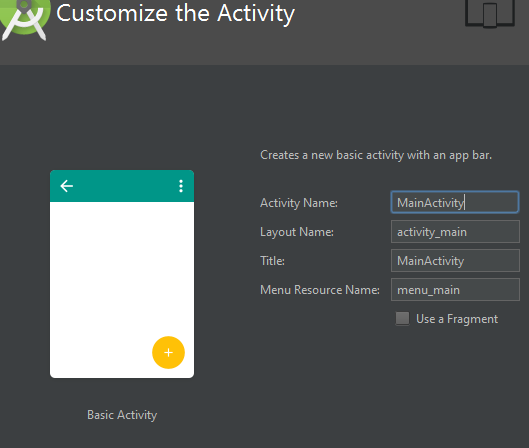 Customize the Activity
Creates a new basic activity with an app bar.
Activity Name: MainActivity
Layout Name: activity_main
Title: MainActivity
Menu Resource Name: menu_main
Use a Fragment
Basic Activity